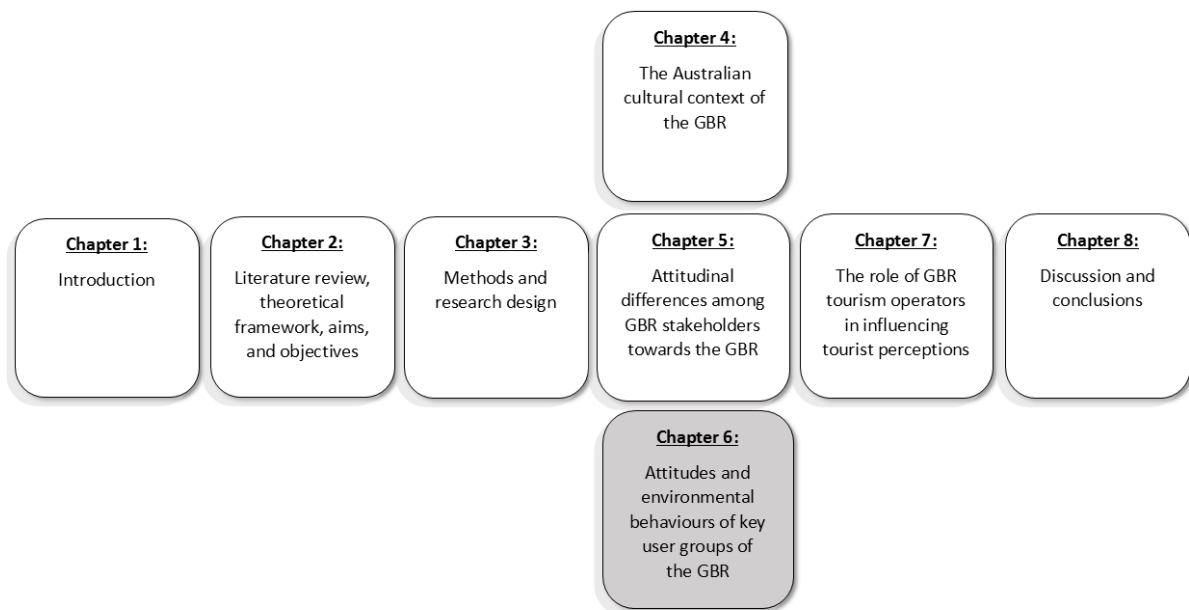 Chapter 4:
The Australian
cultural context of
the GBR
Chapter 1:
Introduction
Chapter 2:
Literature review,
theoretical
framework, aims,
and objectives
Chapter 3:
Methods and
research design
Chapter 5:
Attitudinal
differences among
GBR stakeholders
towards the GBR
Chapter 7:
The role of GBR
tourism operators
in influencing
tourist perceptions
Chapter 8:
Discussion and
conclusions
Chapter 6:
Attitudes and
environmental
behaviours of key
user groups of
the GBR